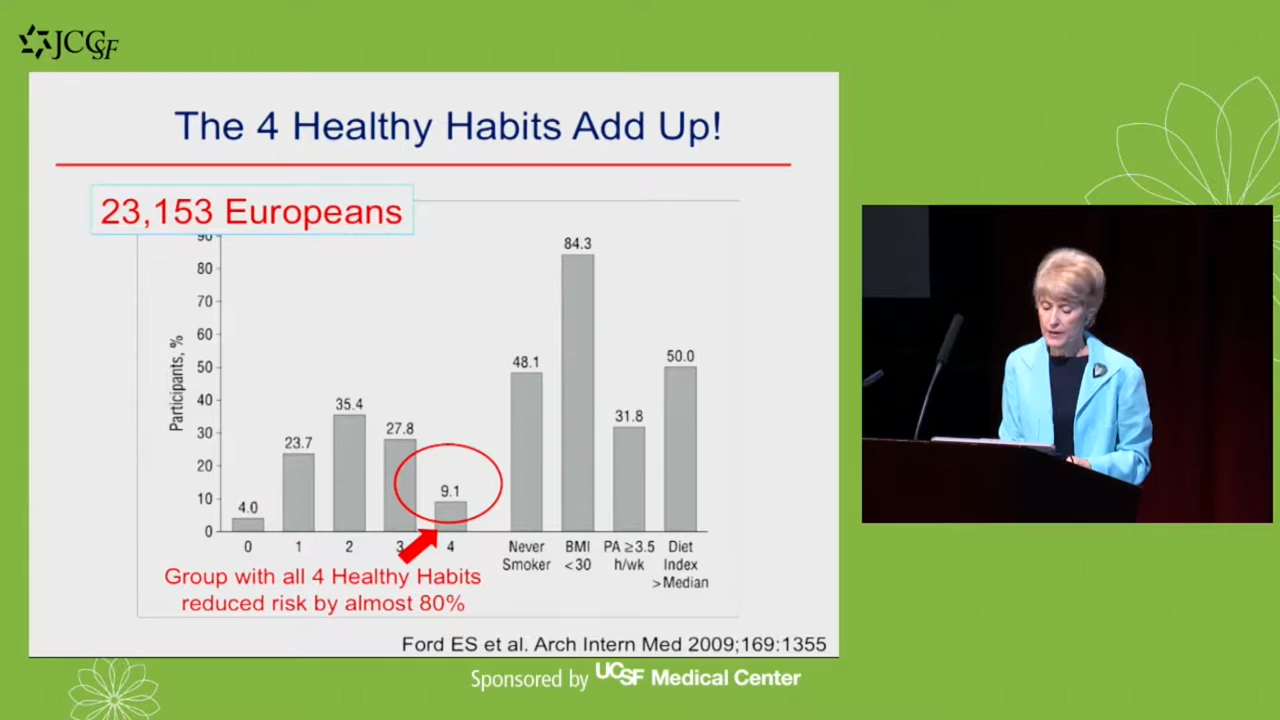 JCCSF
The 4 Healthy Habits Add Up!
23,153 Europeans
Participants, %
90
80
70
60
50
40
30
20
10
0
4.0
23.7
35.4
27.8
9.1
48.1
84.3
31.8
50.0
0
1
2
3
4
Never Smoker
BMI <30
PA ≥3.5 h/wk
Diet Index >Median
Group with all 4 Healthy Habits
reduced risk by almost 80%
Ford ES et al. Arch Intern Med 2009;169:1355
Sponsored by UCSF Medical Center